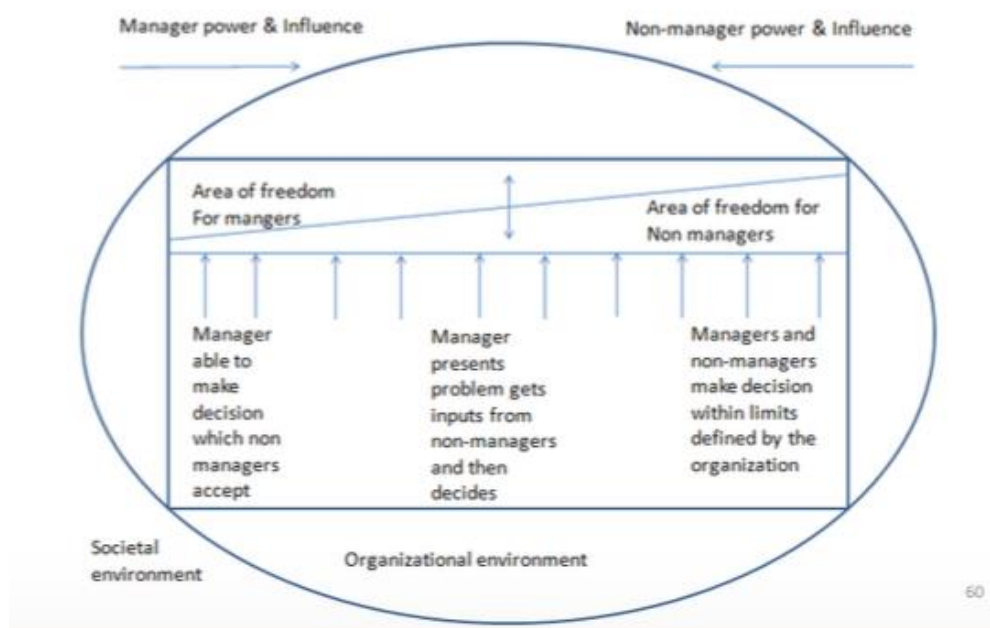 Manager power & Influence
Non-manager power & Influence
Area of freedom
For mangers
Area of freedom for
Non managers
Manager
able to
make
decision
which non
managers
accept
Manager
presents
problem gets
inputs from
non-managers
and then
decides
Managers and
non-managers
make decision
within limits
defined by the
organization
Societal
environment
Organizational environment
60